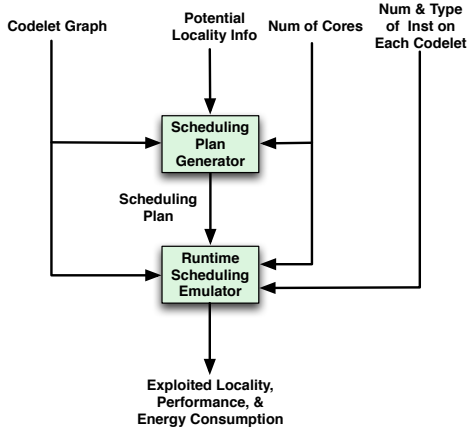 Codelet Graph
Potential
Locality Info
Num of Cores
Num & Type
of Inst on
Each Codelet
Scheduling
Plan
Generator
Scheduling
Plan
Runtime
Scheduling
Emulator
Exploited Locality,
Performance, &
Energy Consumption